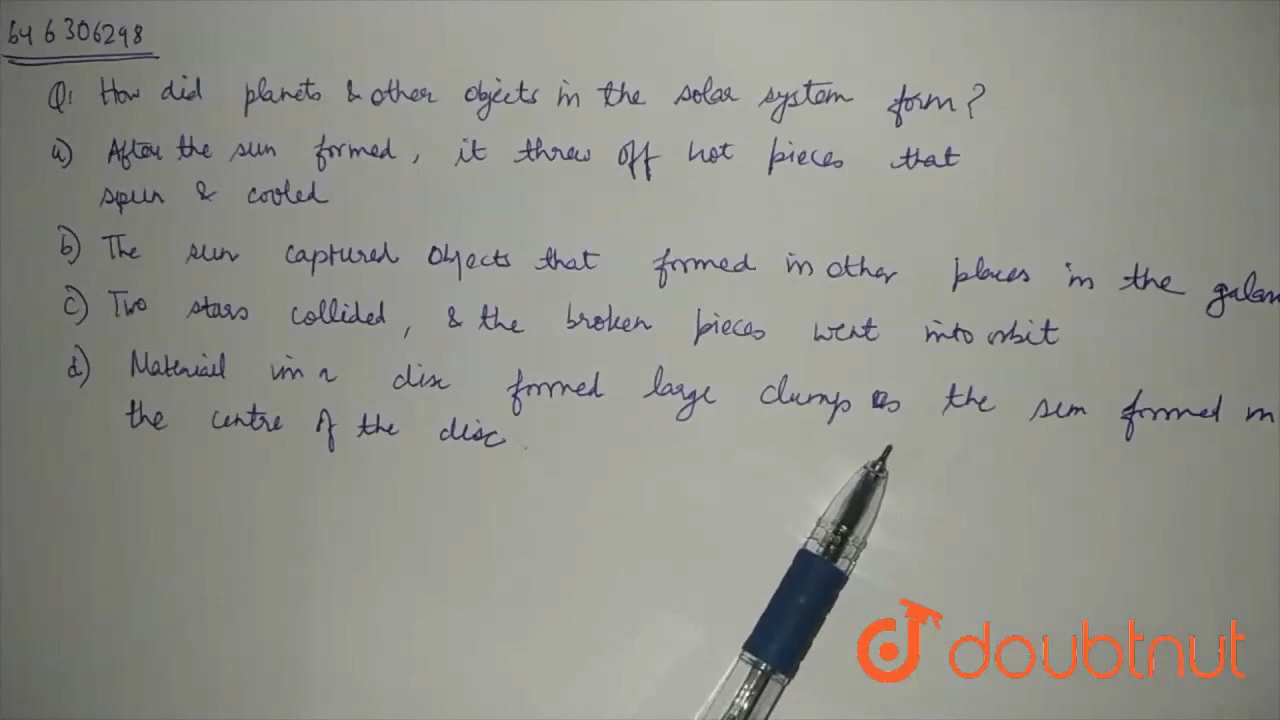 646306298
Q: How did planets & other objects in the solar system form?
a) After the sun formed, it threw off hot pieces that
spun & cooled
b) The sun captured objects that formed in other places in the
c) Two stars collided, & the broken pieces went into orbit
d) Material in a disc formed large clump as the sun formed in
the centre of the disc
doubtnut